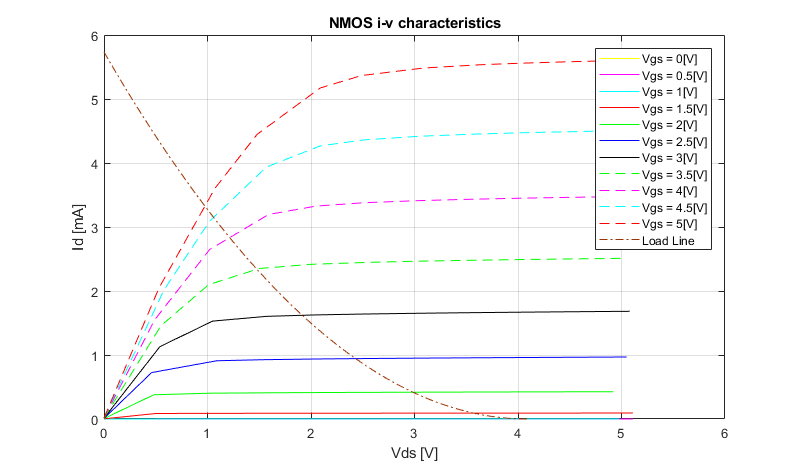 NMOS i-v characteristics
6
5
4
3
2
1
0
Id [mA]
0
1
2
3
4
5
6
Vds [V]
Vgs = 0[V]
Vgs = 0.5[V]
Vgs = 1[V]
Vgs = 1.5[V]
Vgs = 2[V]
Vgs = 2.5[V]
Vgs = 3[V]
Vgs = 3.5[V]
Vgs = 4[V]
Vgs = 4.5[V]
Vgs = 5[V]
Load Line